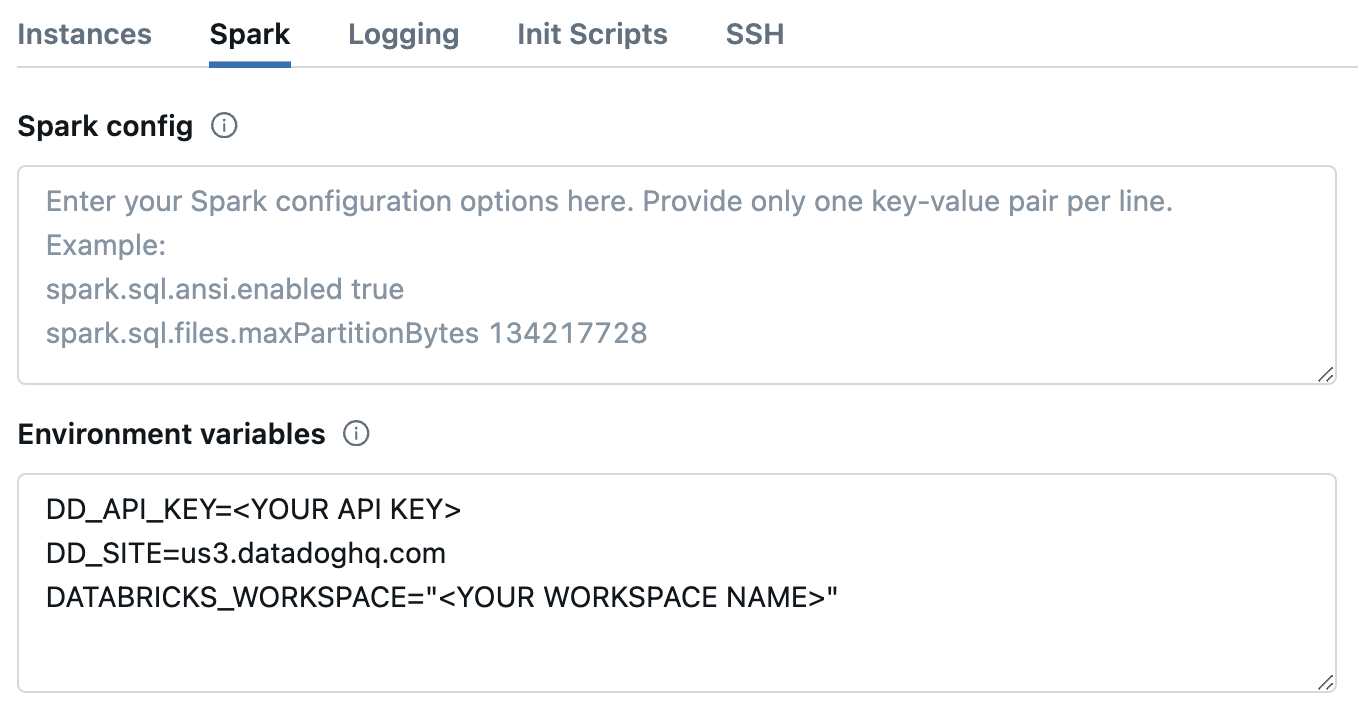 Instances Spark Logging Init Scripts SSH
Spark config
Enter your Spark configuration options here. Provide only one key-value pair per line.
Example:
spark.sql.ansi.enabled true
spark.sql.files.maxPartitionBytes 134217728
Environment variables
DD_API_KEY=<YOUR API KEY>
DD_SITE=us3.datadoghq.com
DATABRICKS_WORKSPACE="<YOUR WORKSPACE NAME>"